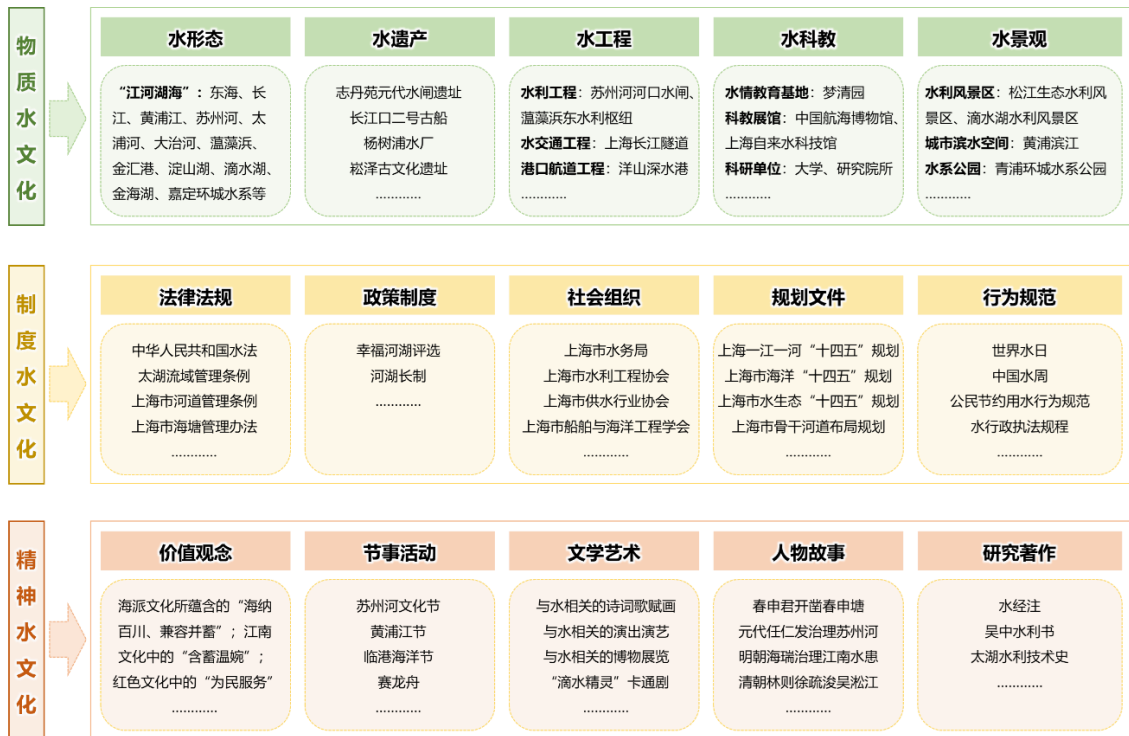 物质水文化
水形态
“江河湖海”：东海、长
江、黄浦江、苏州河、太
浦河、大治河、蕰藻浜、
金汇港、淀山湖、滴水湖、
金海湖、嘉定环城水系等
水遗产
志丹苑元代水闸遗址
长江口二号古船
杨树浦水厂
崧泽古文化遗址
…………
水工程
水利工程：苏州河河口水闸、
蕰藻浜东水利枢纽
水交通工程：上海长江隧道
港口航道工程：洋山深水港
…………
水科教
水情教育基地：梦清园
科教展馆：中国航海博物馆、
上海自来水科技馆
科研单位：大学、研究院所
…………
水景观
水利风景区：松江生态水利风
景区、滴水湖水利风景区
城市滨水空间：黄浦滨江
水系公园：青浦环城水系公园
…………
制度水文化
法律法规
中华人民共和国水法
太湖流域管理条例
上海市河道管理条例
上海市海塘管理办法
…………
政策制度
幸福河湖评选
河湖长制
…………
社会组织
上海市水务局
上海市水利工程协会
上海市供水行业协会
上海市船舶与海洋工程学会
…………
规划文件
上海一江一河“十四五”规划
上海市海洋“十四五”规划
上海市水生态“十四五”规划
上海市骨干河道布局规划
…………
行为规范
世界水日
中国水周
公民节约用水行为规范
水行政执法规程
…………
精神水文化
价值观念
海派文化所蕴含的“海纳
百川、兼容并蓄”；江南
文化中的“含蓄温婉”；
红色文化中的“为民服务”
…………
节事活动
苏州河文化节
黄浦江节
临港海洋节
赛龙舟
…………
文学艺术
与水相关的诗词歌赋画
与水相关的演出演艺
与水相关的博物展览
“滴水精灵”卡通剧
…………
人物故事
春申君开凿春申塘
元代任仁发治理苏州河
明朝海瑞治理江南水患
清朝林则徐疏浚吴淞江
…………
研究著作
水经注
吴中水利书
太湖水利技术史
…………